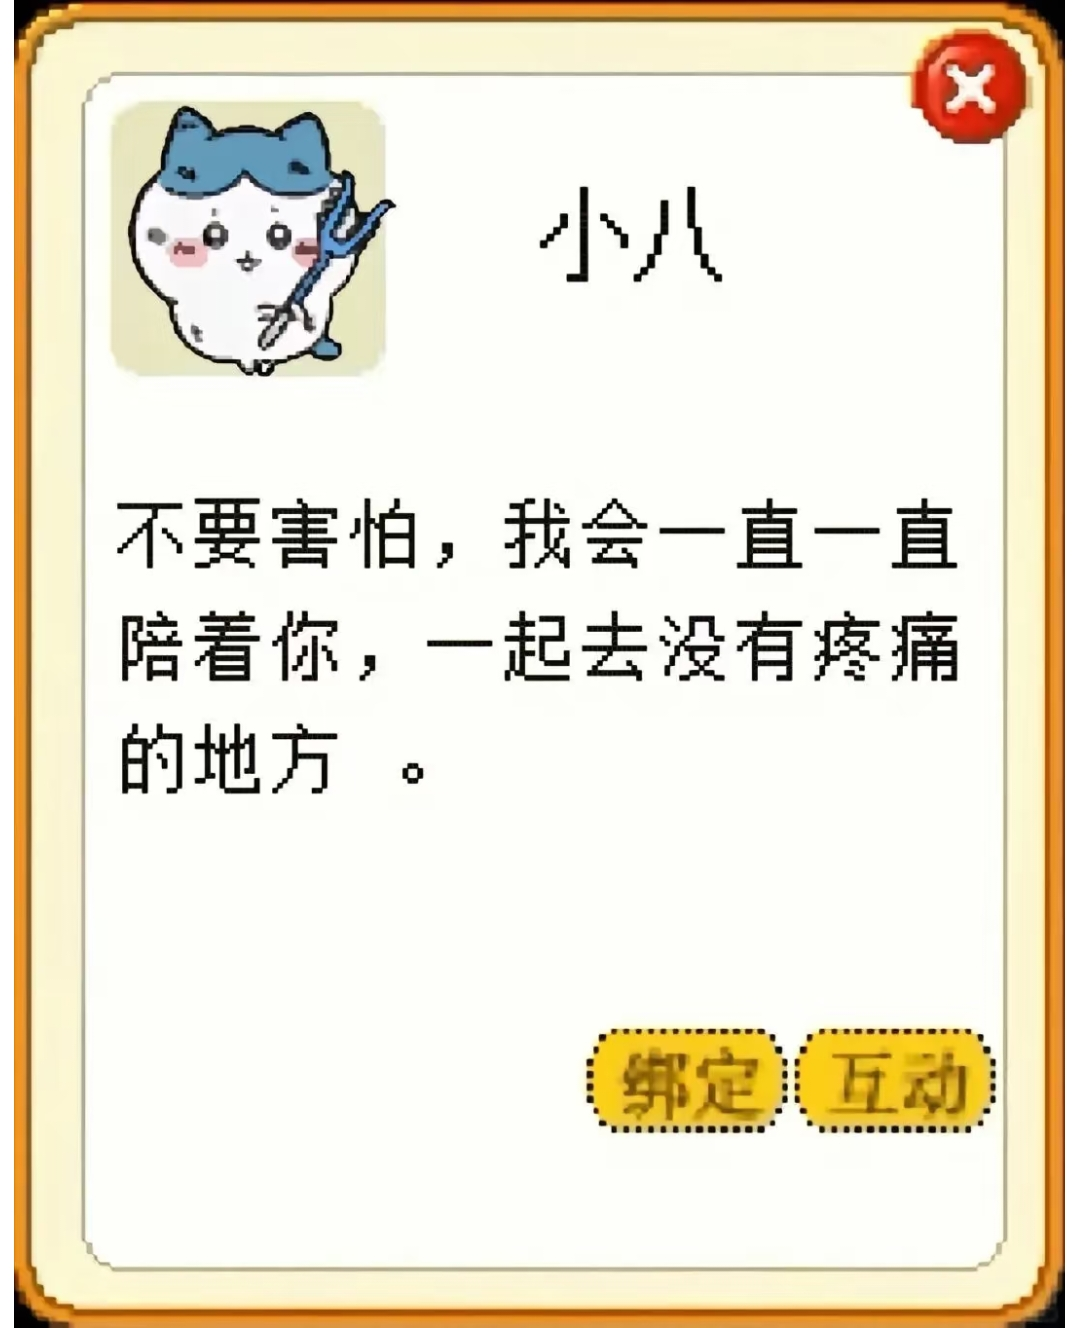 小八
不要害怕，我会一直一直
陪着你，一起去没有疼痛
的地方 。
绑定 互动